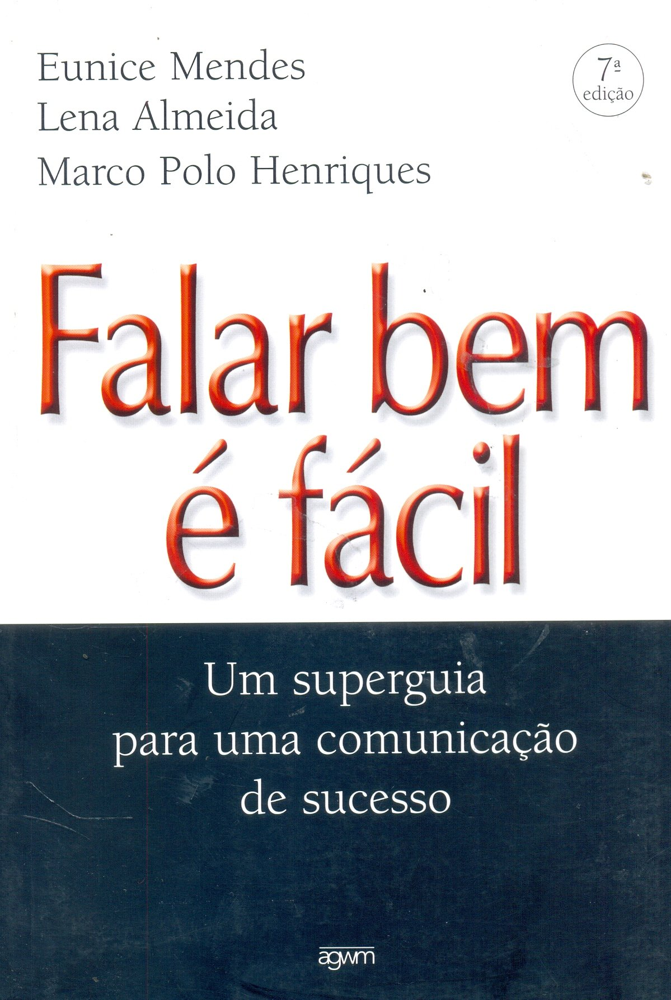 Eunice Mendes
Lena Almeida
Marco Polo Henriques
7ª
edição
Falar bem
é fácil
Um superguia
para uma comunicação
de sucesso
agwm